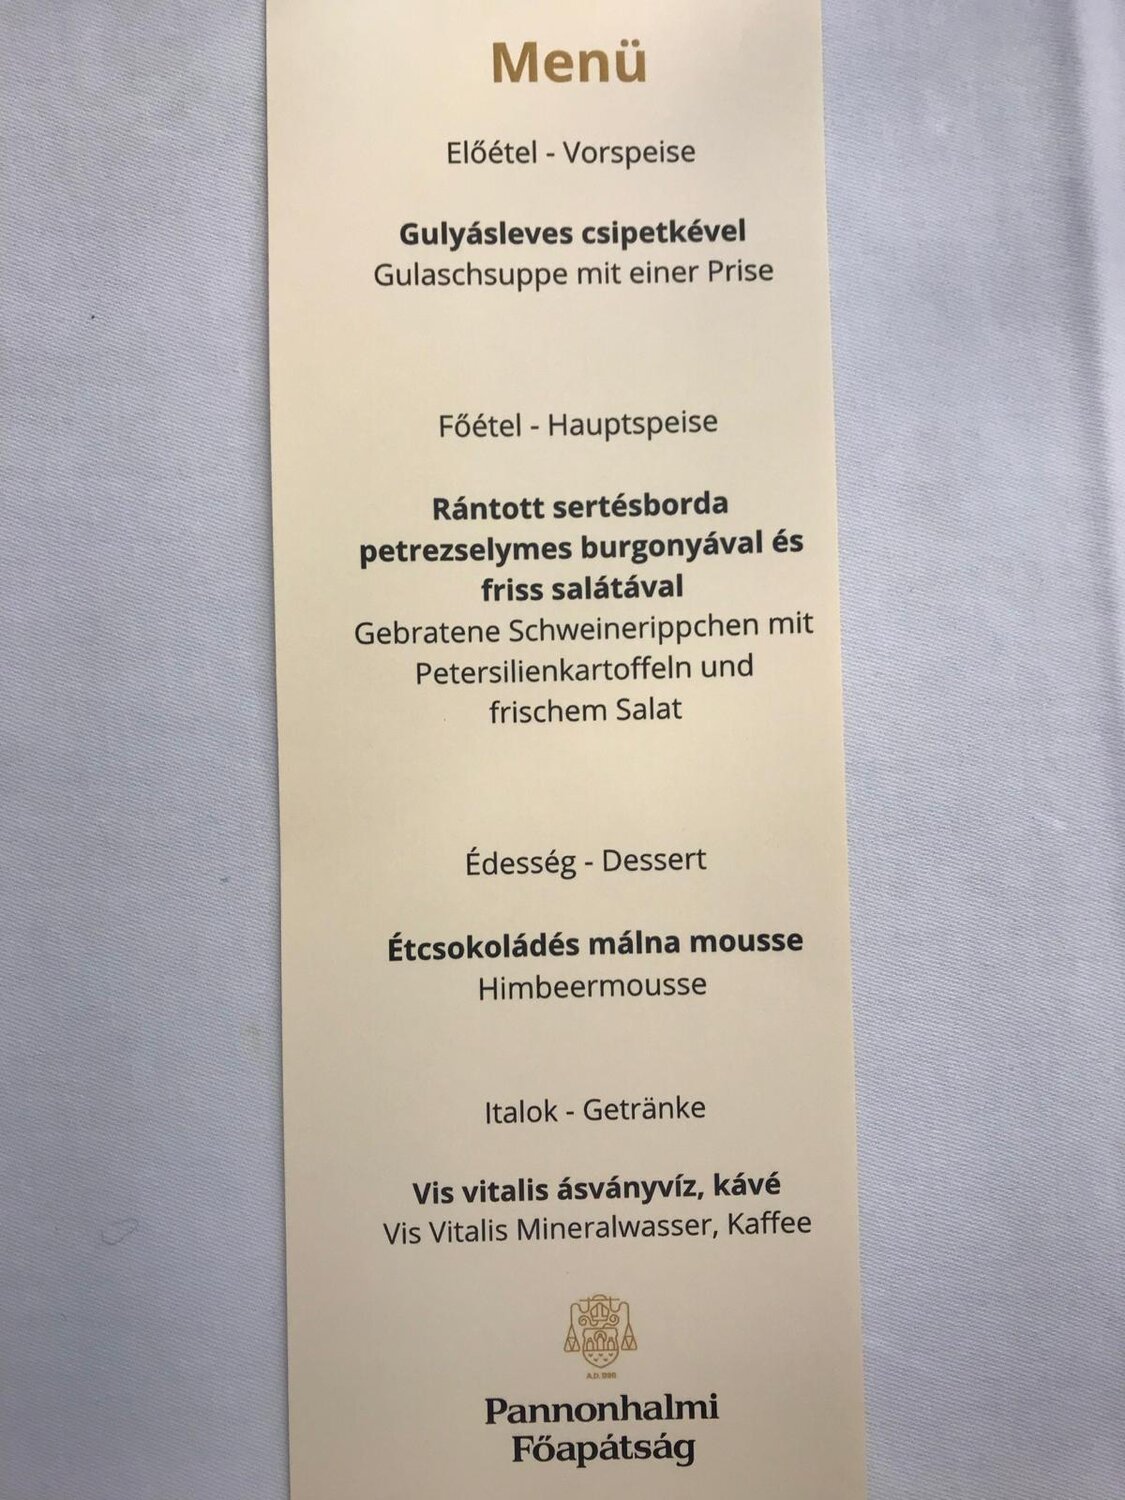 Menü
Előétel - Vorspeise
Gulyásleves csipetkével
Gulaschsuppe mit einer Prise
Főétel - Hauptspeise
Rántott sertésborda
petrezselymes burgonyával és
friss salátával
Gebratene Schweinerippchen mit
Petersilienkartoffeln und
frischem Salat
Édesség - Dessert
Étcsokoládés málna mousse
Himbeermousse
Italok - Getränke
Vis vitalis ásványvíz, kávé
Vis Vitalis Mineralwasser, Kaffee
A.D. 996
Pannonhalmi
Főapátság